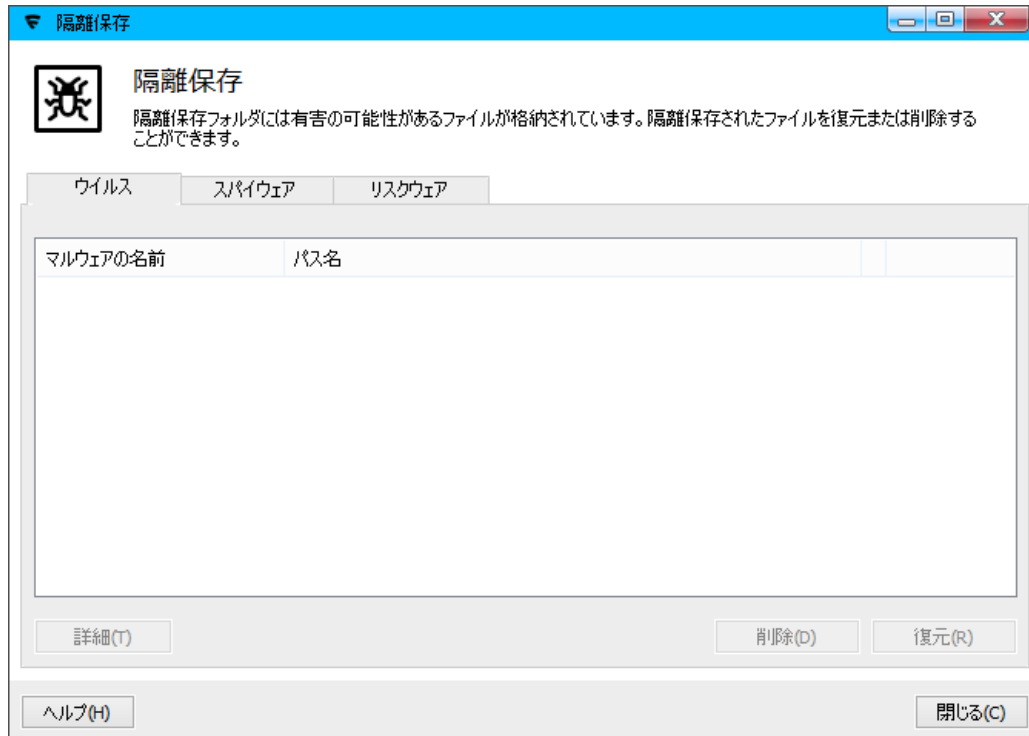 隔離保存
隔離保存
隔離保存フォルダには有害の可能性があるファイルが格納されています。隔離保存されたファイルを復元または削除する
ことができます。
ウイルス スパイウェア リスクウェア
マルウェアの名前 パス名
詳細(T) 削除(D) 復元(R)
ヘルプ(H) 閉じる(C)